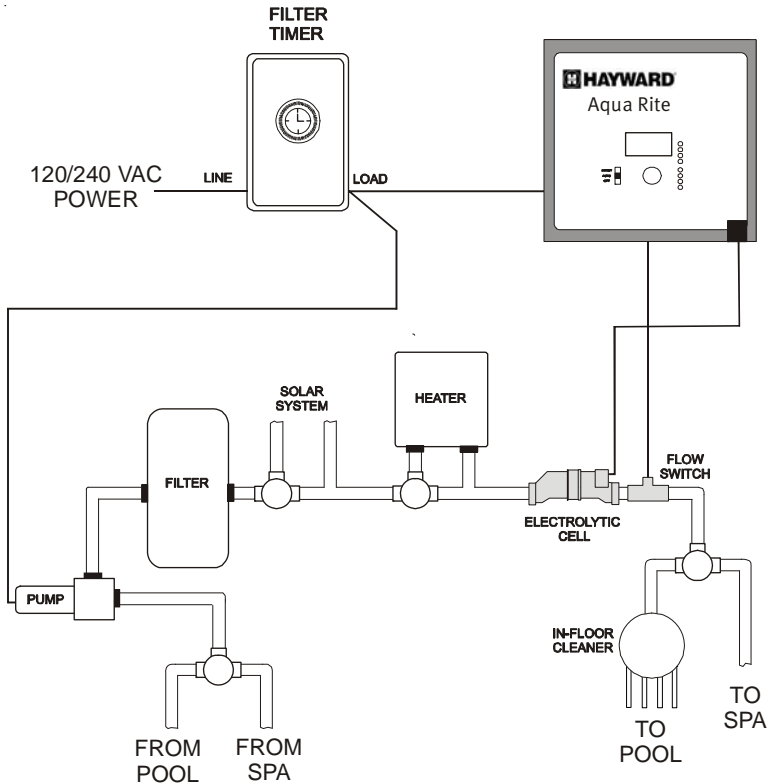 FILTER
TIMER
HAYWARD
Aqua Rite
120/240 VAC
POWER
LINE
LOAD
SOLAR
SYSTEM
HEATER
FILTER
FLOW
SWITCH
ELECTROLYTIC
CELL
PUMP
IN-FLOOR
CLEANER
TO
SPA
TO
POOL
FROM
POOL
FROM
SPA